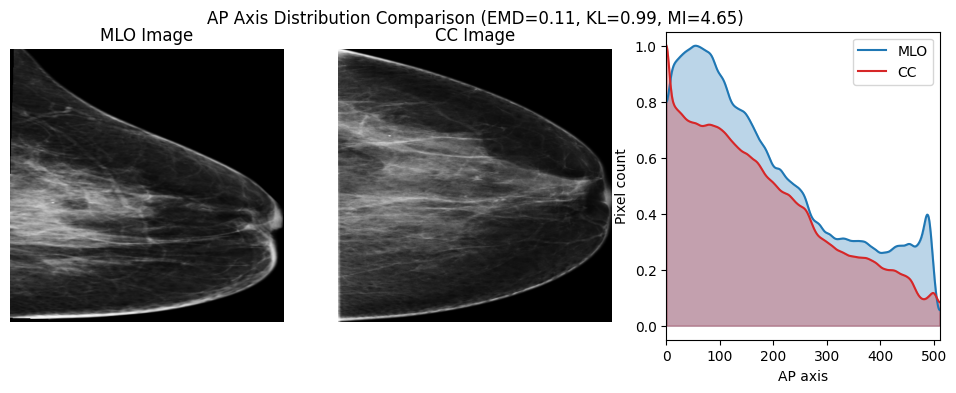 AP Axis Distribution Comparison (EMD=0.11, KL=0.99, MI=4.65)
MLO Image
CC Image
MLO
CC
Pixel count
1.0
0.8
0.6
0.4
0.2
0.0
0 100 200 300 400 500
AP axis